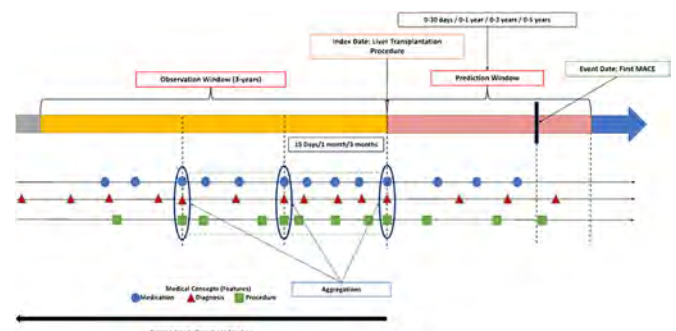 0-30 days / 0-1 year / 0-3 years / 0-5 years
Index Date: Liver Transplantation
Procedure
Event Date: First MACE
Observation Window (3-years)
Prediction Window
15 Days/1 month/3 months
Medical Concepts (Features)
Medication
Diagnosis
Procedure
Aggregations